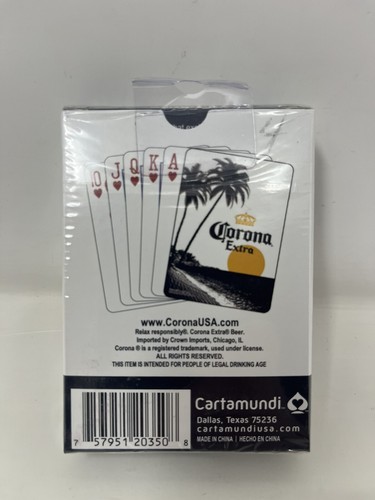 10 J Q K A
Corona
Extra
www.CoronaUSA.com
Relax responsibly®. Corona Extra® Beer.
Imported by Crown Imports, Chicago, IL
Corona ® is a registered trademark, used under license.
ALL RIGHTS RESERVED.
THIS ITEM IS INTENDED FOR PEOPLE OF LEGAL DRINKING AGE
Cartamundi
Dallas, Texas 75236
cartamundiusa.com
MADE IN CHINA | HECHO EN CHINA
7 57951 20350 8